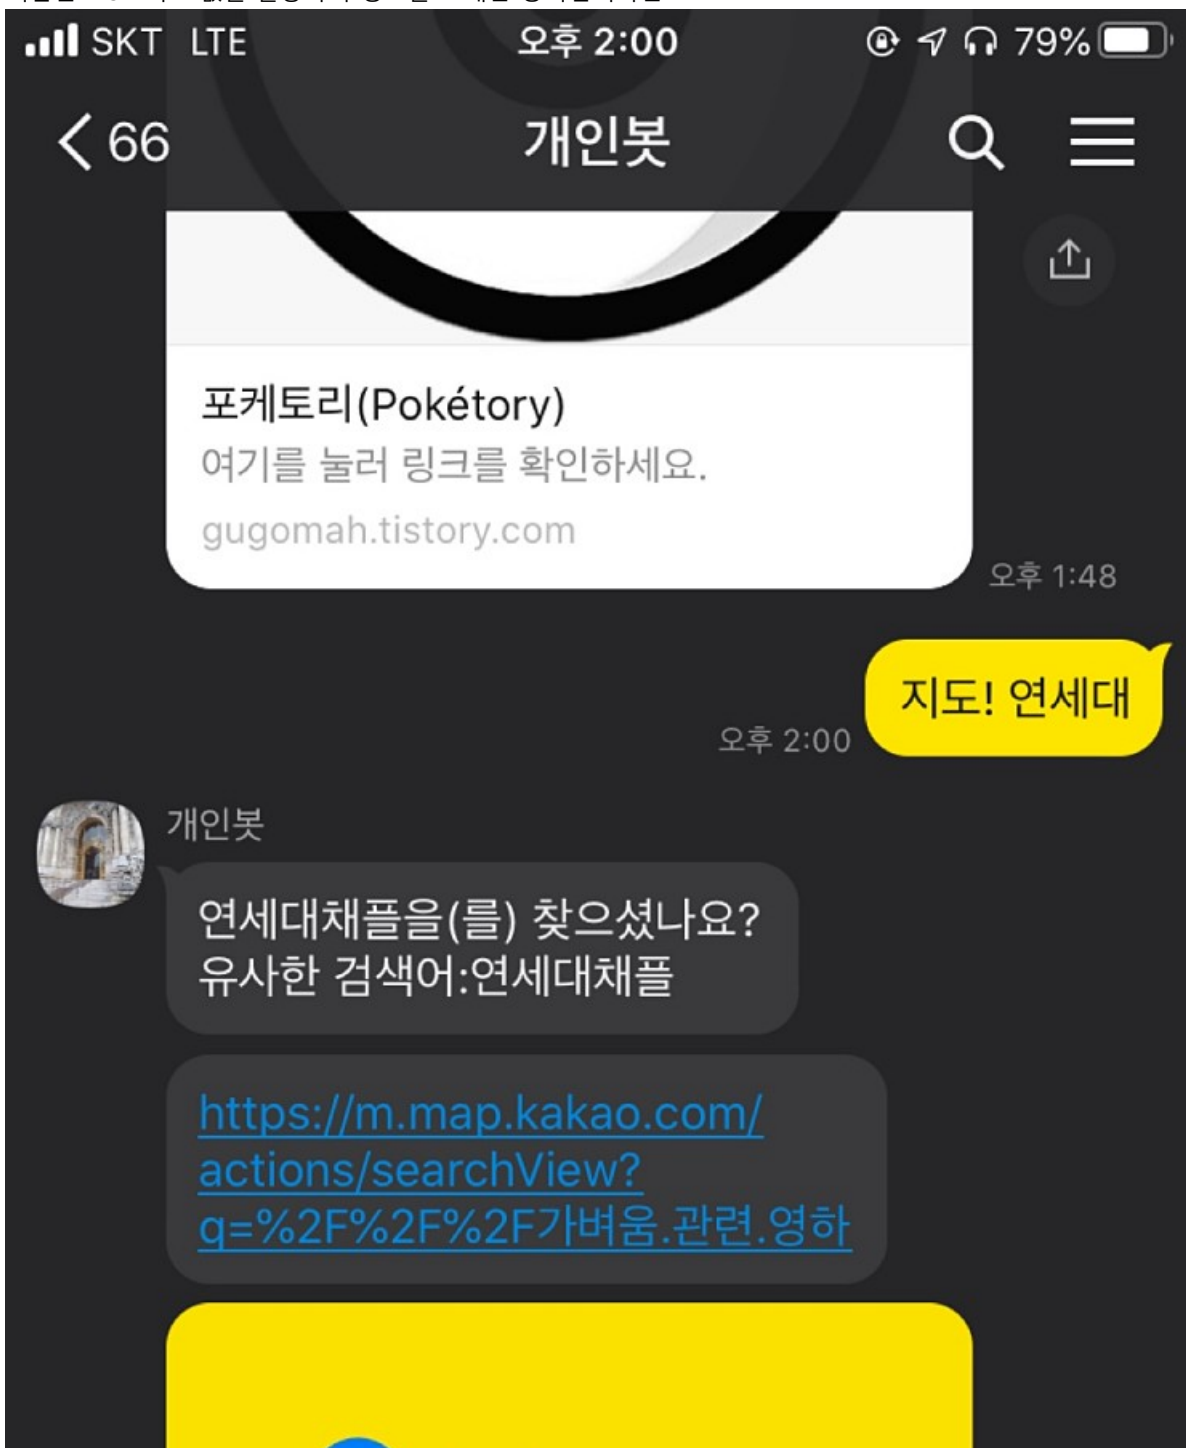 SKT LTE 오후 2:00 79%
66 개인봇
포케토리(Pokétory)
여기를 눌러 링크를 확인하세요.
gugomah.tistory.com
오후 1:48
지도! 연세대
오후 2:00
개인봇
연세대채플을(를) 찾으셨나요?
유사한 검색어:연세대채플
https://m.map.kakao.com/
actions/searchView?
q=%2F%2F%2F가벼움.관련.영하